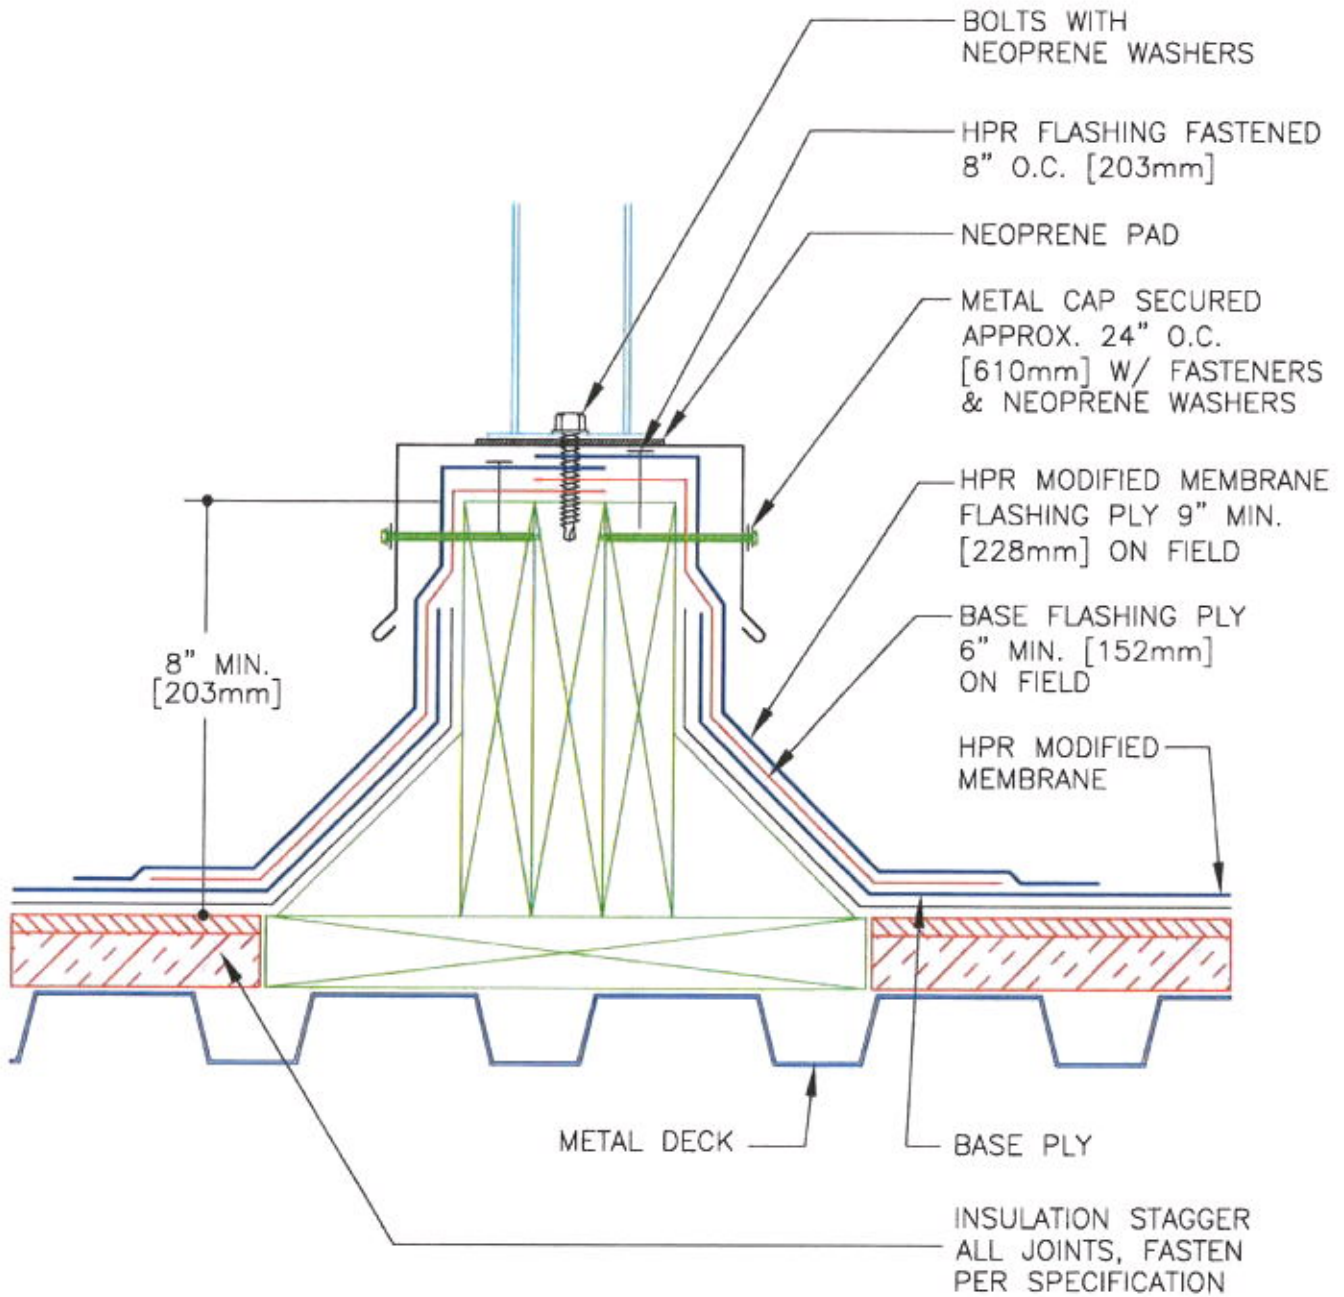 BOLTS WITH
NEOPRENE WASHERS
HPR FLASHING FASTENED
8" O.C. [203mm]
NEOPRENE PAD
METAL CAP SECURED
APPROX. 24" O.C.
[610mm] W/ FASTENERS
& NEOPRENE WASHERS
HPR MODIFIED MEMBRANE
FLASHING PLY 9" MIN.
[228mm] ON FIELD
BASE FLASHING PLY
6" MIN. [152mm]
ON FIELD
8" MIN.
[203mm]
HPR MODIFIED
MEMBRANE
METAL DECK
BASE PLY
INSULATION STAGGER
ALL JOINTS, FASTEN
PER SPECIFICATION